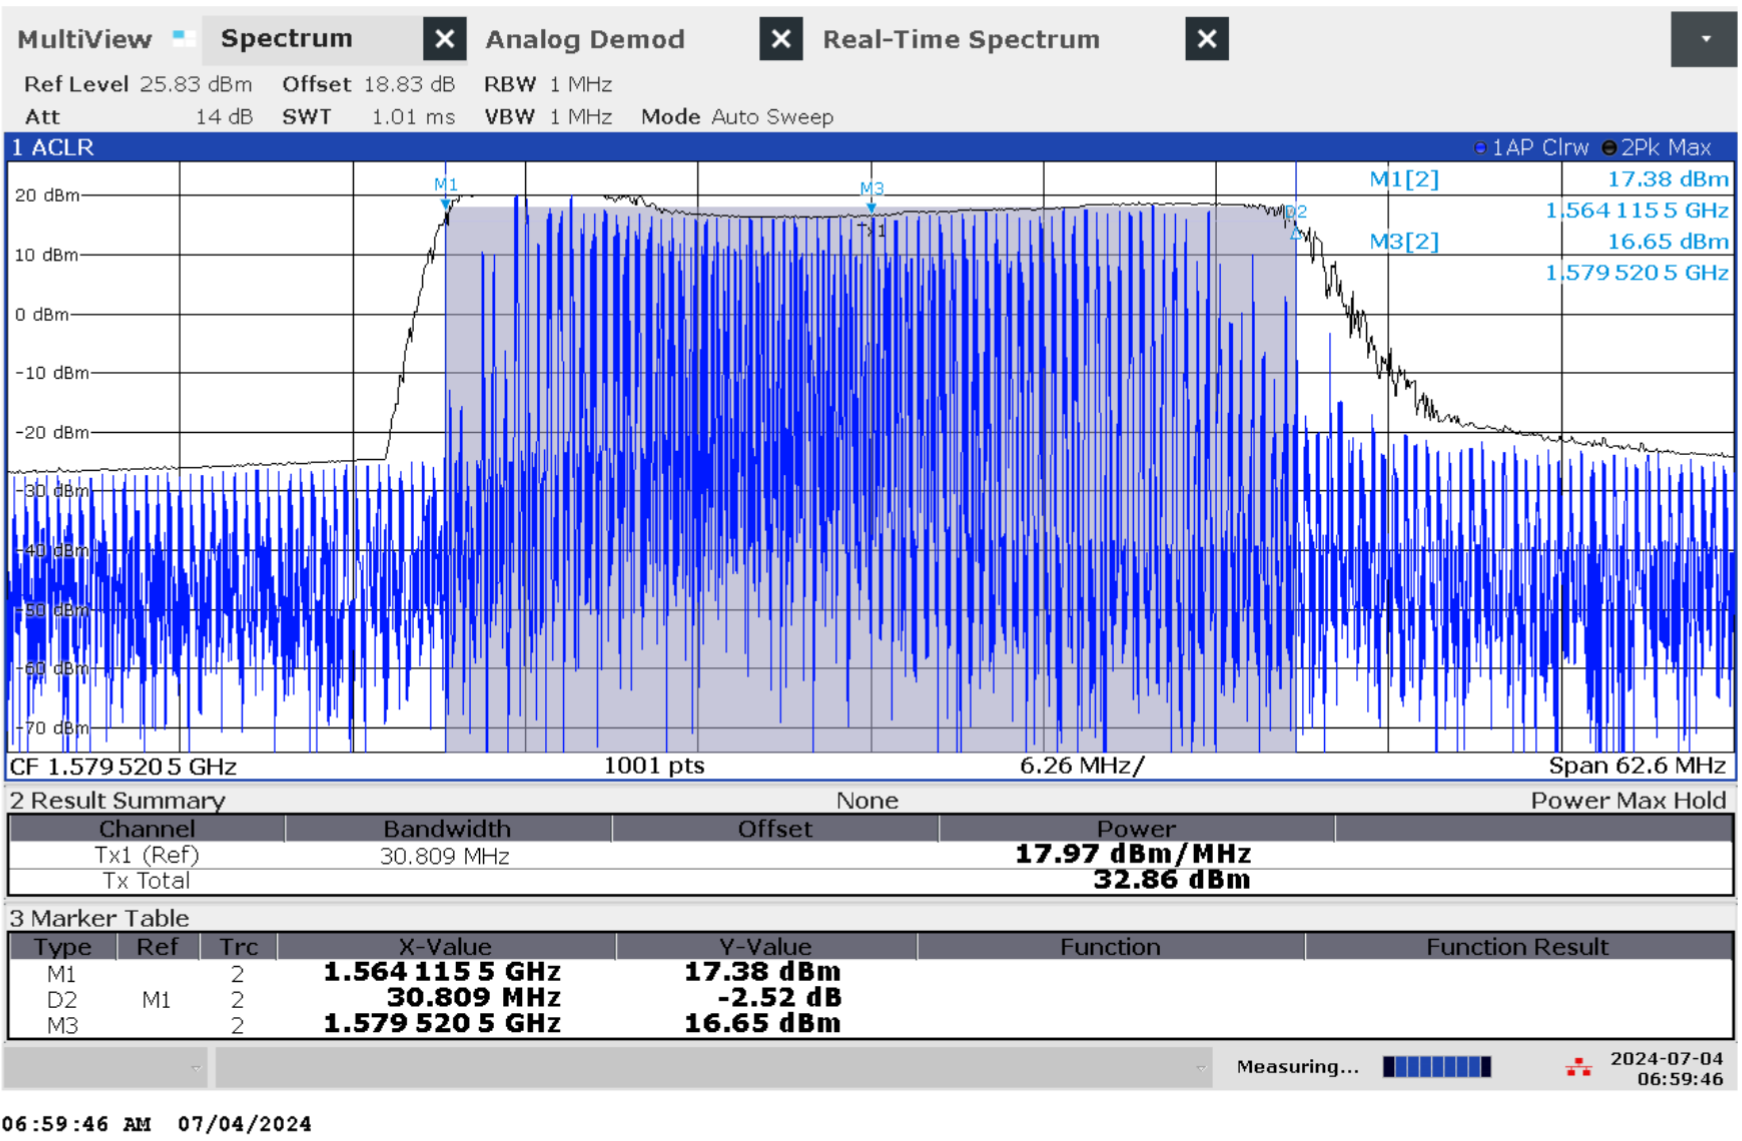 MultiView Spectrum X Analog Demod X Real-Time Spectrum X
Ref Level 25.83 dBm Offset 18.83 dB RBW 1 MHz
Att 14 dB SWT 1.01 ms VBW 1 MHz Mode Auto Sweep
1 ACLR 1AP Clrw 2Pk Max
M1 M3 M1[2] 17.38 dBm
20 dBm
D2 1.564 115 5 GHz
Tx1 M3[2] 16.65 dBm
10 dBm
1.579 520 5 GHz
0 dBm
-10 dBm
-20 dBm
-30 dBm
-40 dBm
-50 dBm
-60 dBm
-70 dBm
CF 1.579 520 5 GHz 1001 pts 6.26 MHz/ Span 62.6 MHz
2 Result Summary None Power Max Hold
Channel Bandwidth Offset Power
Tx1 (Ref) 30.809 MHz 17.97 dBm/MHz
Tx Total 32.86 dBm
3 Marker Table
Type Ref Trc X-Value Y-Value Function Function Result
M1 2 1.564 115 5 GHz 17.38 dBm
D2 M1 2 30.809 MHz -2.52 dB
M3 2 1.579 520 5 GHz 16.65 dBm
Measuring... 2024-07-04
06:59:46
06:59:46 AM 07/04/2024